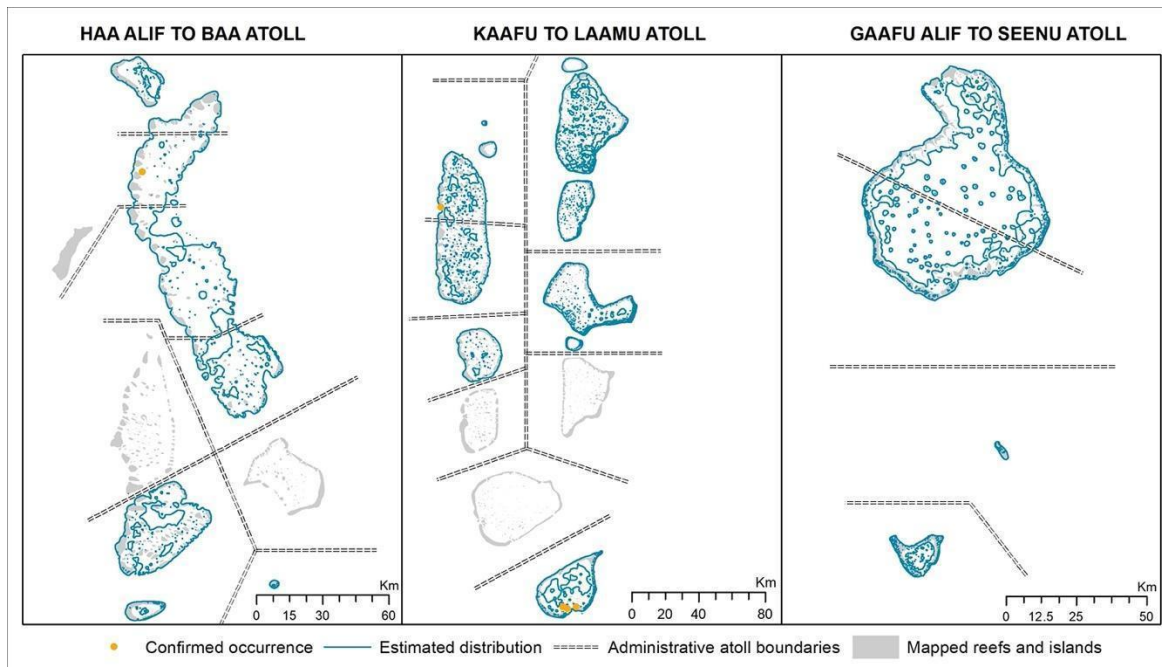 HAA ALIF TO BAA ATOLL
KAAFU TO LAAMU ATOLL
GAAFU ALIF TO SEENU ATOLL
Km
0 15 30 60
Km
0 20 40 80
Km
0 12.5 25 50
Confirmed occurrence
Estimated distribution
Administrative atoll boundaries
Mapped reefs and islands